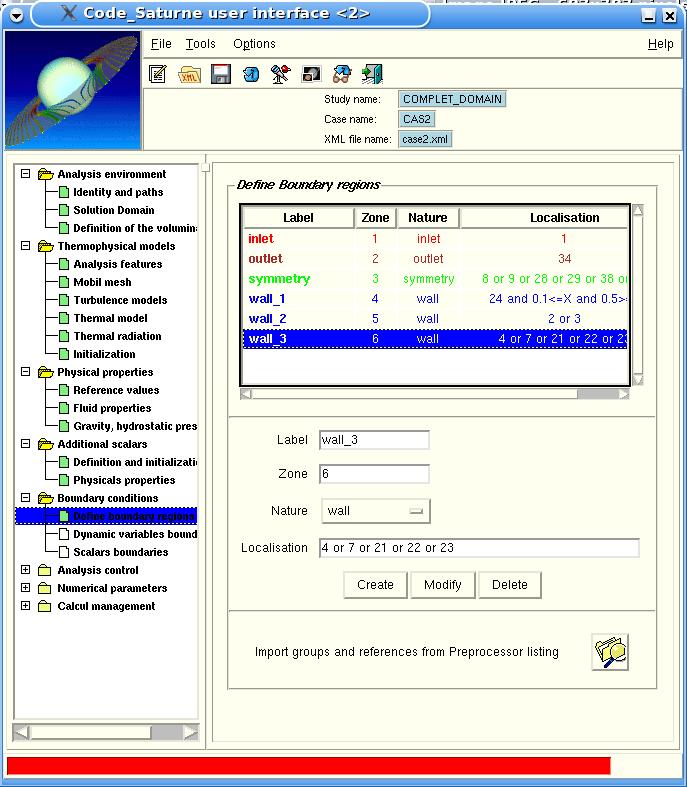 Code_Saturne user interface <2>
File Tools Options Help
XML
Study name: COMPLET_DOMAIN
Case name: CAS2
XML file name: case2.xml
Analysis environment
Identity and paths
Solution Domain
Definition of the volumin
Thermophysical models
Analysis features
Mobil mesh
Turbulence models
Thermal model
Thermal radiation
Initialization
Physical properties
Reference values
Fluid properties
Gravity, hydrostatic pres
Additional scalars
Definition and initializati
Physicals properties
Boundary conditions
Define boundary regions
Dynamic variables bound
Scalars boundaries
Analysis control
Numerical parameters
Calcul management
Define Boundary regions
Label Zone Nature Localisation
inlet 1 inlet 1
outlet 2 outlet 34
symmetry 3 symmetry 8 or 9 or 28 or 29 or 38 or
wall_1 4 wall 24 and 0.1<=X and 0.5>
wall_2 5 wall 2 or 3
wall_3 6 wall 4 or 7 or 21 or 22 or 23
Label wall_3
Zone 6
Nature wall
Localisation 4 or 7 or 21 or 22 or 23
Create Modify Delete
Import groups and references from Preprocessor listing